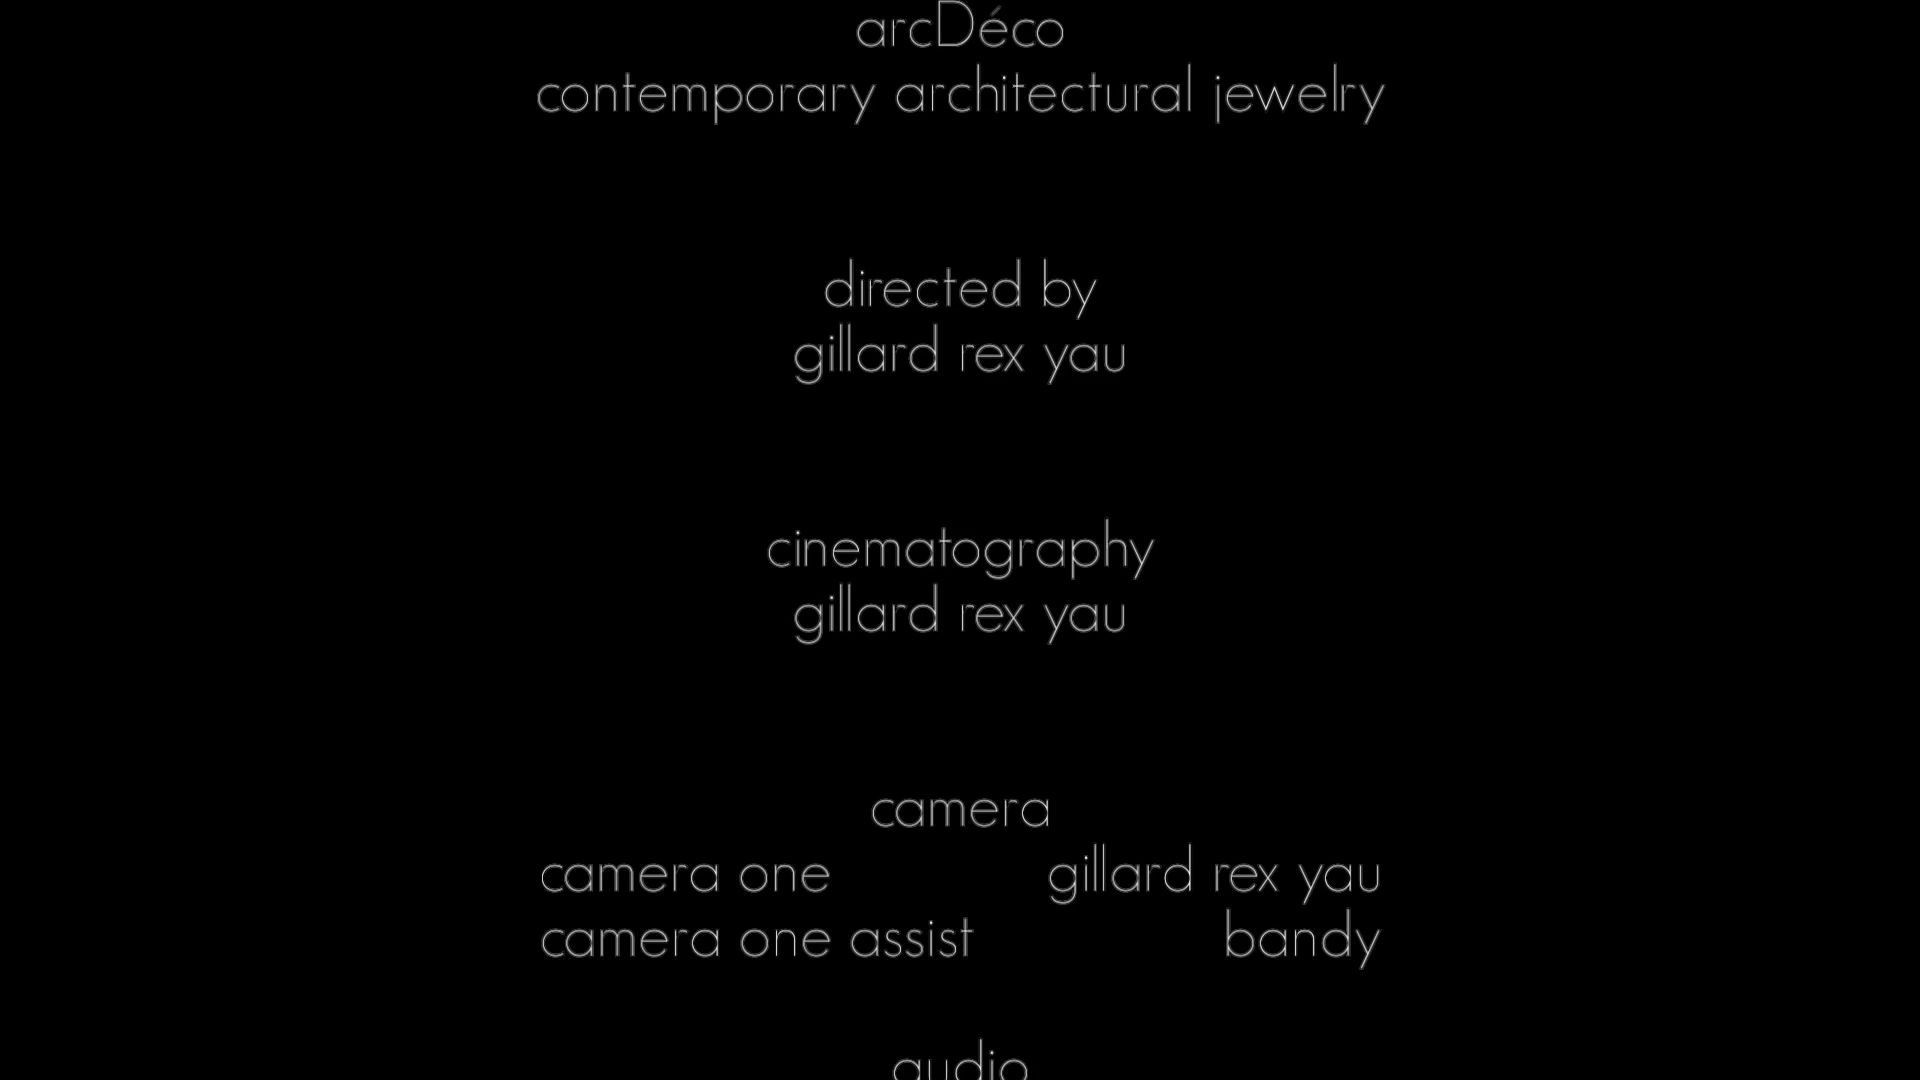 arcDéco
contemporary architectural jewelry
directed by
gillard rex yau
cinematography
gillard rex yau
camera
camera one gillard rex yau
camera one assist bandy
audio